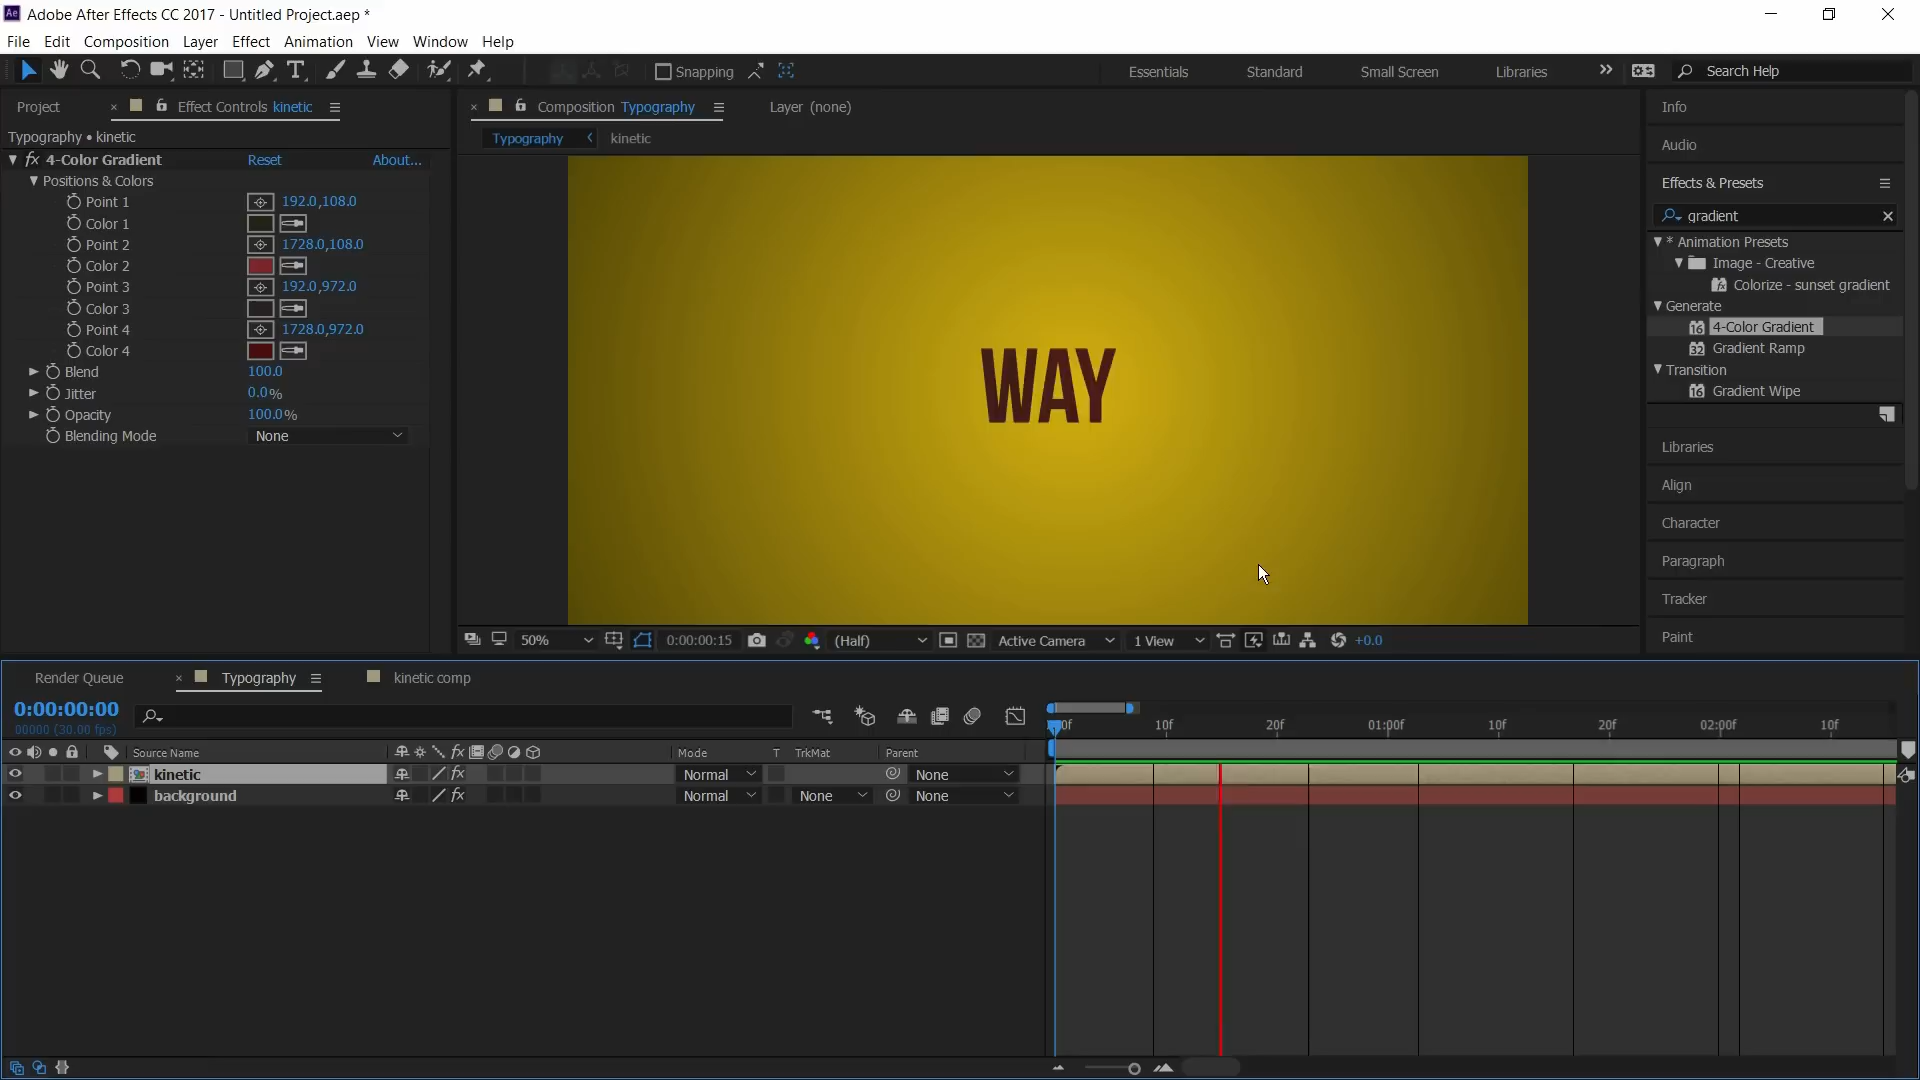 Ae Adobe After Effects CC 2017 - Untitled Project.aep *
File Edit Composition Layer Effect Animation View Window Help
Snapping Essentials Standard Small Screen Libraries Search Help
Project Effect Controls kinetic Composition Typography Layer (none) Info
Typography • kinetic
Typography kinetic
Audio
fx 4-Color Gradient Reset About...
Positions & Colors
Point 1 192.0,108.0
Color 1
Point 2 1728.0,108.0
Color 2
Point 3 192.0,972.0
Color 3
Point 4 1728.0,972.0
Color 4
Blend 100.0
Jitter 0.0%
Opacity 100.0%
Blending Mode None
WAY
Effects & Presets
gradient
* Animation Presets
Image - Creative
Colorize - sunset gradient
Generate
16 4-Color Gradient
32 Gradient Ramp
Transition
16 Gradient Wipe
Libraries
Align
Character
Paragraph
Tracker
Paint
50% 0:00:00:15 (Half) Active Camera 1 View +0.0
Render Queue Typography kinetic comp
0:00:00:00
00000 (30.00 fps)
0f 10f 20f 01:00f 10f 20f 02:00f 10f
Source Name fx Mode T TrkMat Parent
kinetic fx Normal None
background fx Normal None None